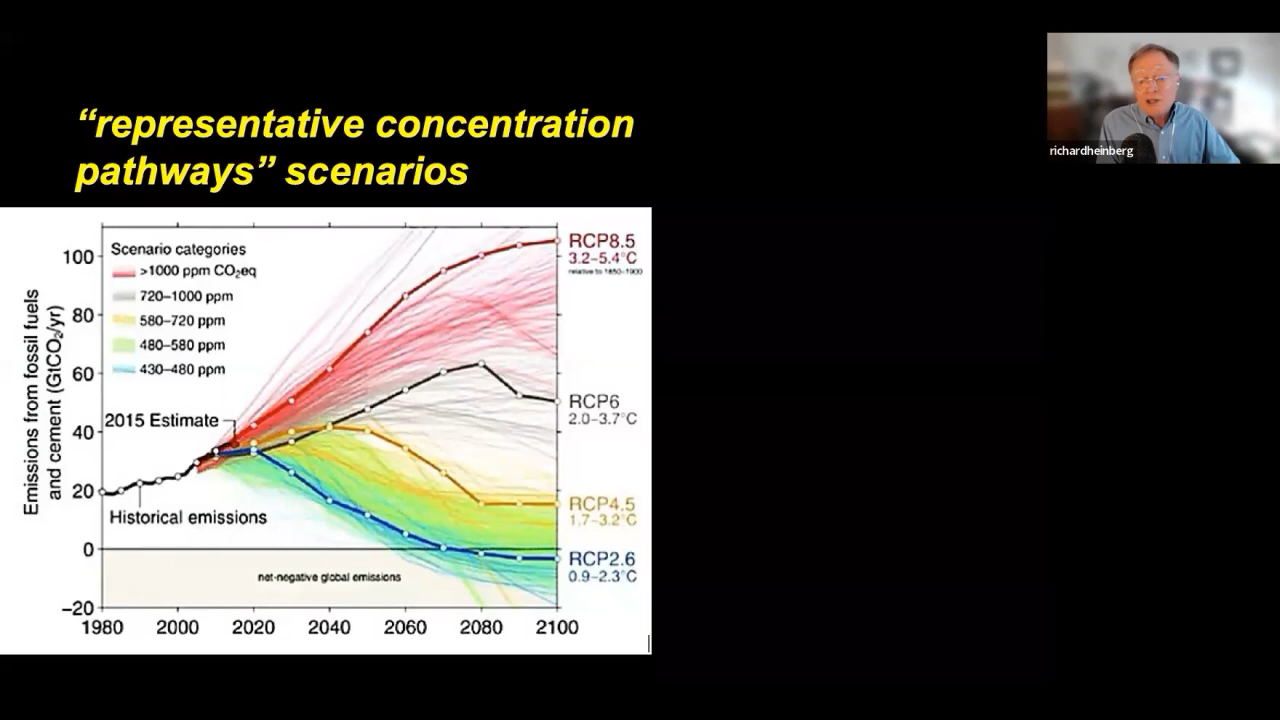 “representative concentration
pathways” scenarios
richardheinberg
Scenario categories
>1000 ppm CO₂eq
720–1000 ppm
580–720 ppm
480–580 ppm
430–480 ppm
2015 Estimate
Historical emissions
net-negative global emissions
Emissions from fossil fuels
and cement (GtCO₂/yr)
100
80
60
40
20
0
–20
1980 2000 2020 2040 2060 2080 2100
RCP8.5
3.2–5.4°C
relative to 1850–1900
RCP6
2.0–3.7°C
RCP4.5
1.7–3.2°C
RCP2.6
0.9–2.3°C